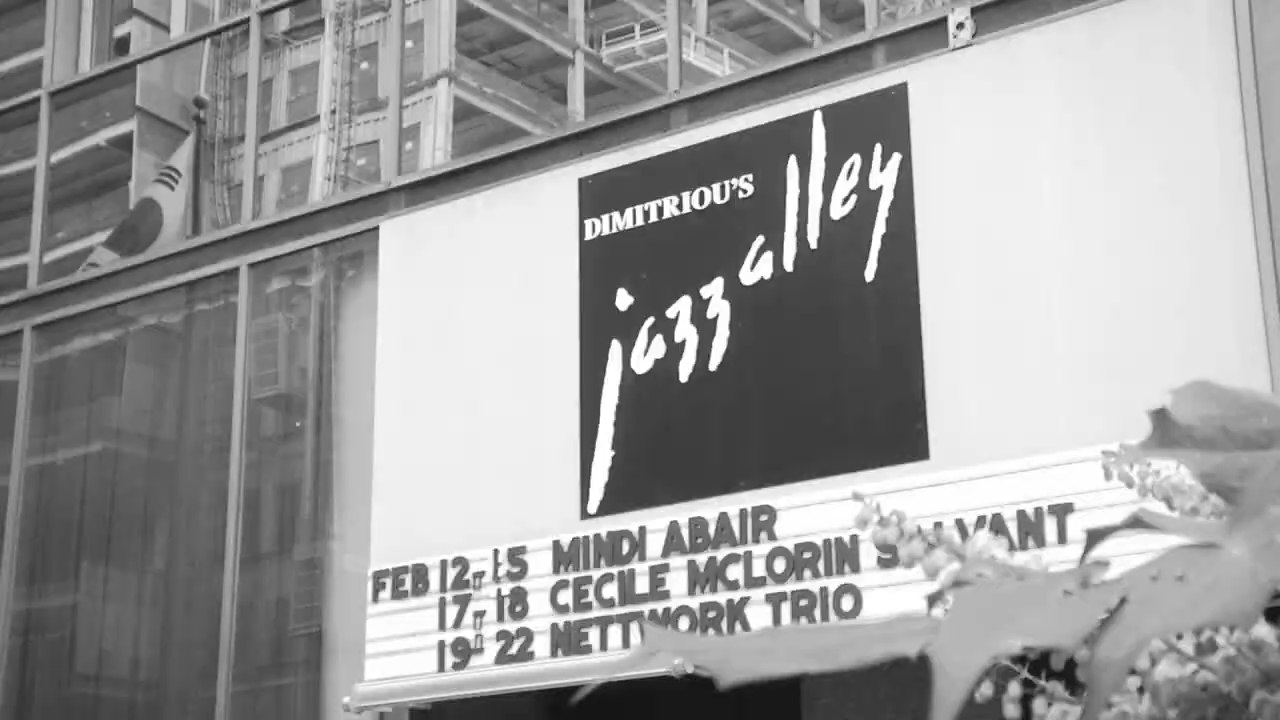 DIMITRIOU'S
jazz alley
FEB 12-15 MINDI ABAIR
17-18 CECILE MCLORIN
19-22 NETTWORK TRIO